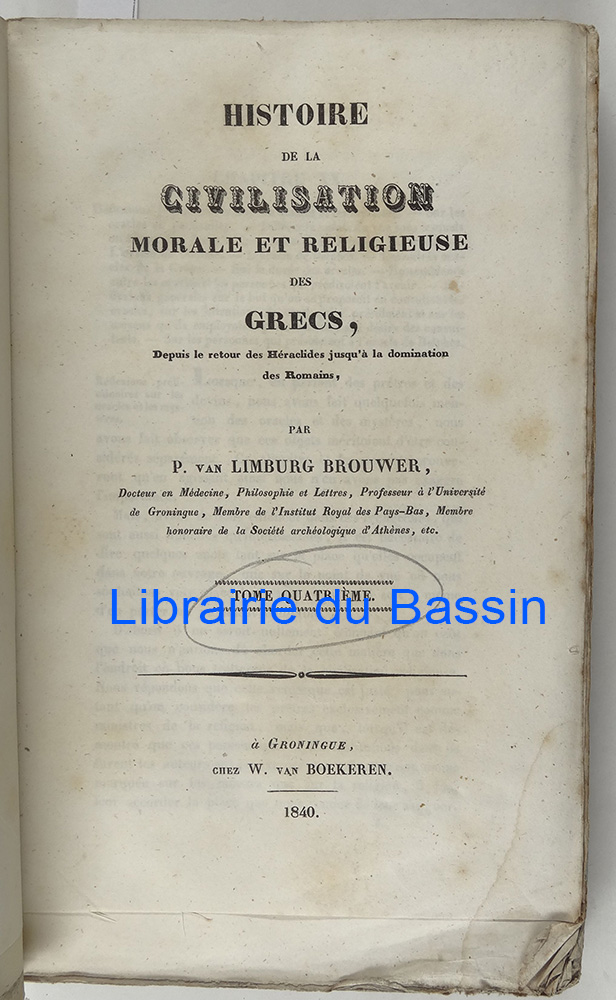 HISTOIRE
DE LA
CIVILISATION
MORALE ET RELIGIEUSE
DES
GRECS,
Depuis le retour des Héraclides jusqu'à la domination
des Romains,
PAR
P. VAN LIMBURG BROUWER,
Docteur en Médecine, Philosophie et Lettres, Professeur à l'Université
de Groningue, Membre de l'Institut Royal des Pays-Bas, Membre
honoraire de la Société archéologique d'Athènes, etc.
TOME QUATRIÈME.
Librairie du Bassin
à GRONINGUE,
CHEZ W. VAN BOEKEREN.
1840.